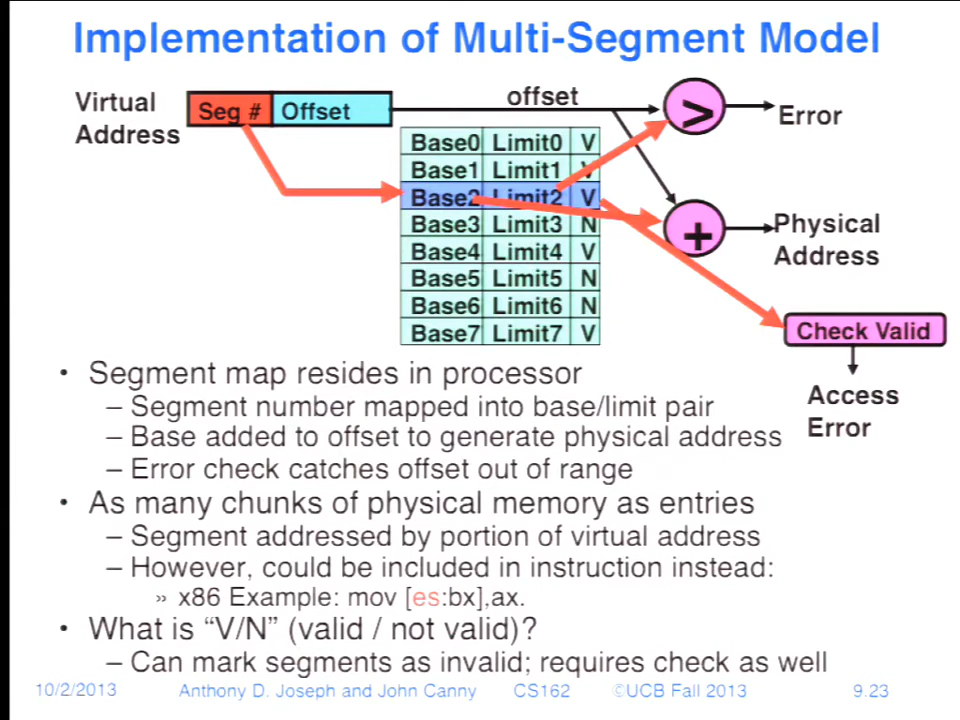 Implementation of Multi-Segment Model
Virtual
Address
Seg # Offset
offset
>
Error
Base0 Limit0 V
Base1 Limit1 V
Base2 Limit2 V
Base3 Limit3 N
Base4 Limit4 V
Base5 Limit5 N
Base6 Limit6 N
Base7 Limit7 V
+
Physical
Address
Check Valid
Access
Error
• Segment map resides in processor
– Segment number mapped into base/limit pair
– Base added to offset to generate physical address
– Error check catches offset out of range
• As many chunks of physical memory as entries
– Segment addressed by portion of virtual address
– However, could be included in instruction instead:
» x86 Example: mov [es:bx],ax.
• What is “V/N” (valid / not valid)?
– Can mark segments as invalid; requires check as well
10/2/2013 Anthony D. Joseph and John Canny CS162 ©UCB Fall 2013 9.23